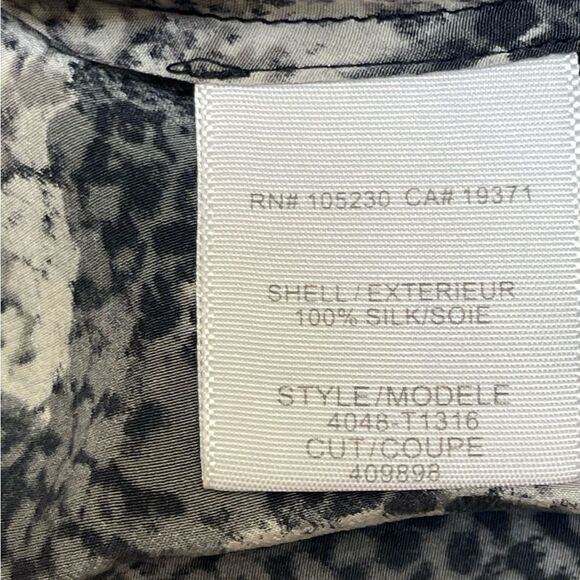 RN# 105230 CA# 19371
SHELL/EXTERIEUR
100% SILK/SOIE
STYLE/MODELE
4048-T1316
CUT/COUPE
409898